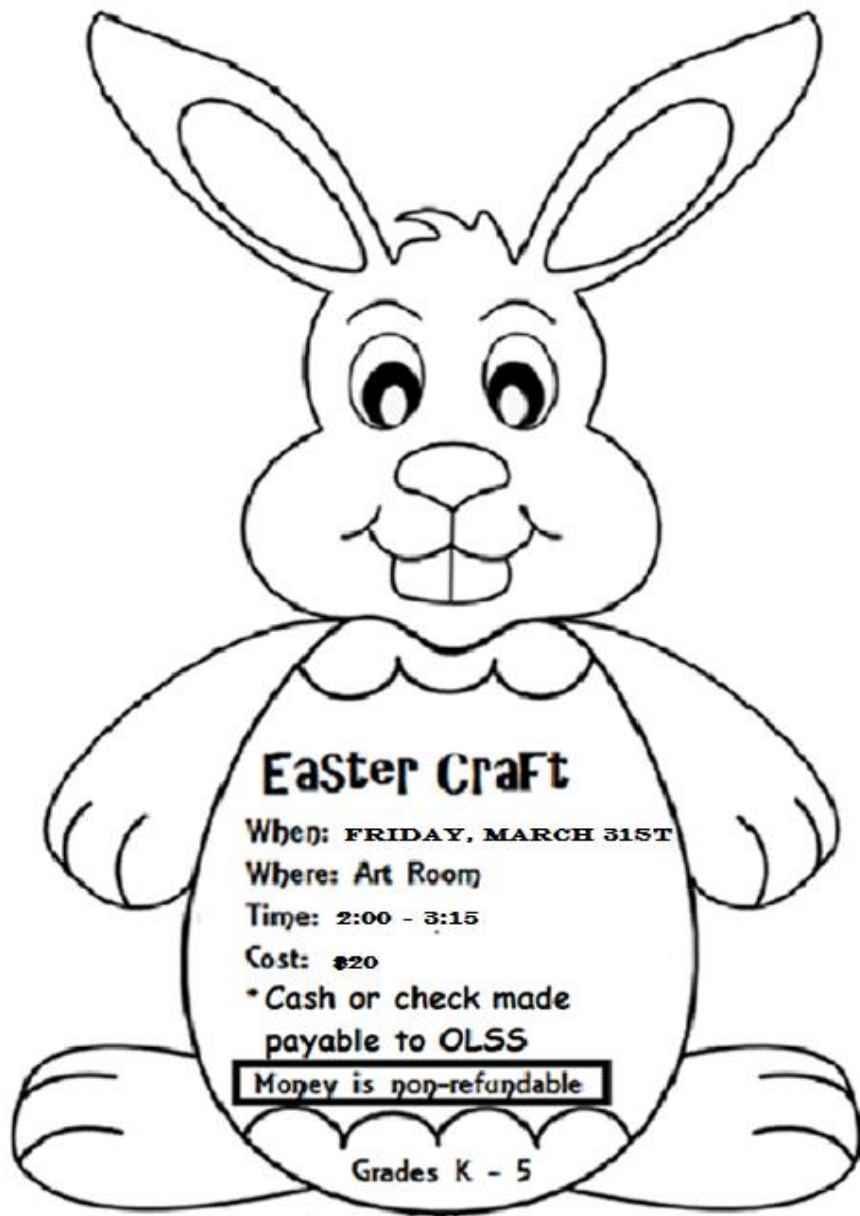 Easter Craft
When: FRIDAY, MARCH 31ST
Where: Art Room
Time: 2:00 - 3:15
Cost: $20
*Cash or check made
payable to OLSS
Money is non-refundable
Grades K - 5